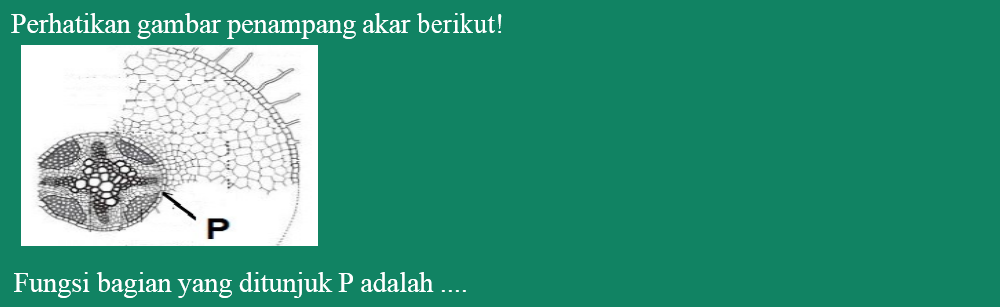 Perhatikan gambar penampang akar berikut!
P
Fungsi bagian yang ditunjuk P adalah ....